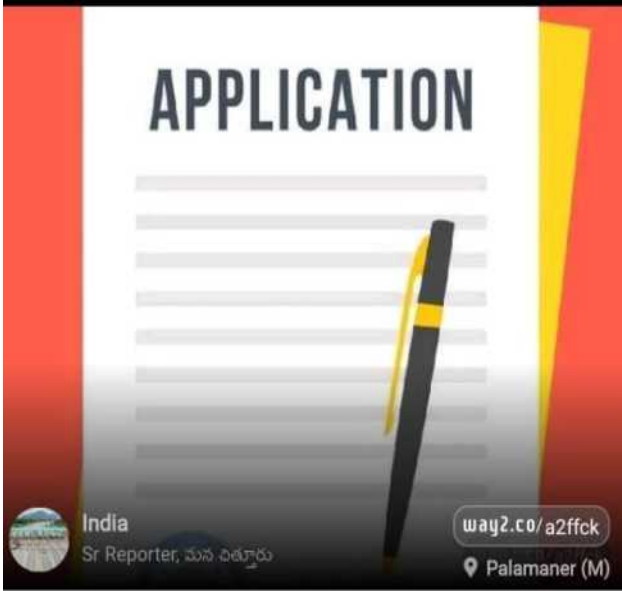 APPLICATION
India
Sr Reporter, మన చిత్తూరు
way2.co/a2ffck
Palamaner (M)